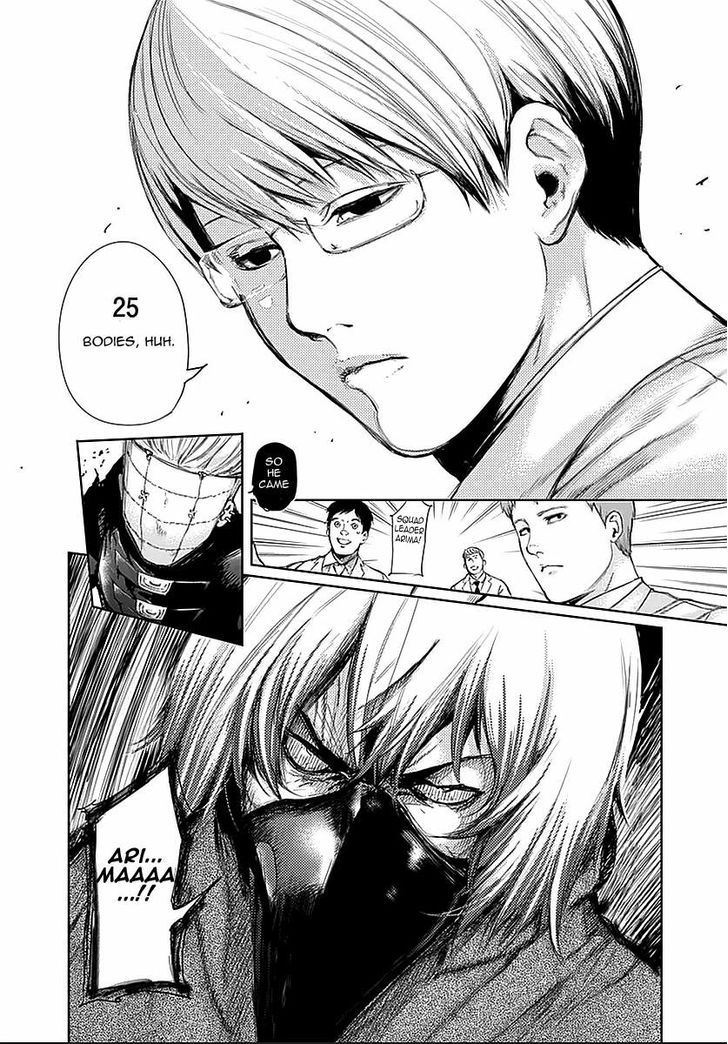 25
BODIES, HUH.
SO
HE
CAME
SQUAD
LEADER
ARIMA!
ARI...
MAAAA
...!!